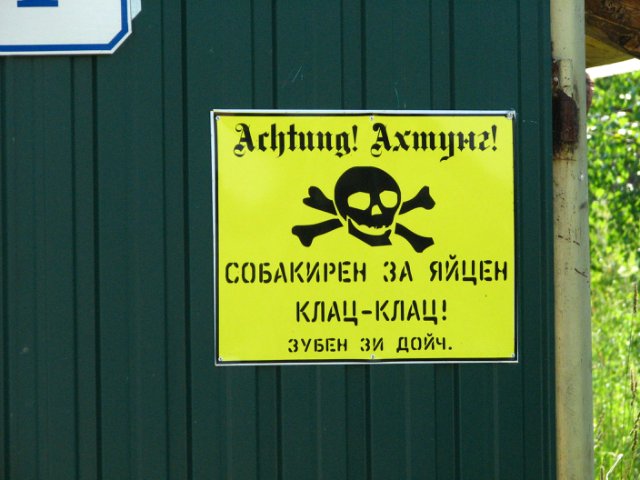 Achtung! Ахтунг!
СОБАКИРЕН ЗА ЯЙЦЕН
КЛАЦ-КЛАЦ!
ЗУБЕН ЗИ ДОЙЧ.